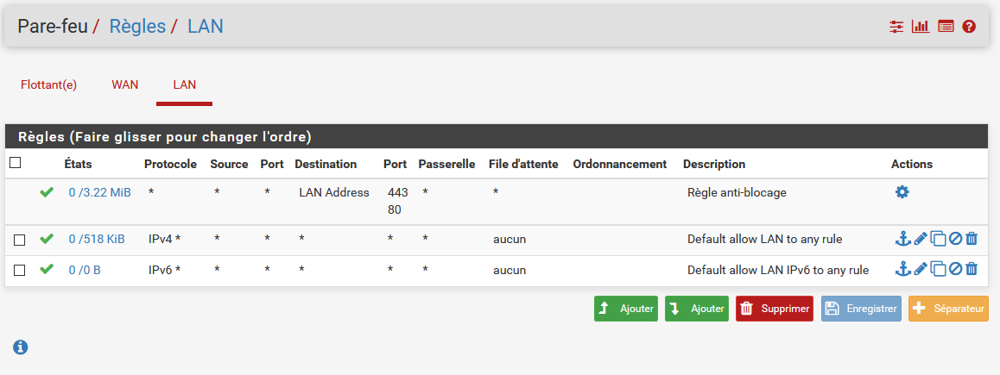 Pare-feu / Règles / LAN
Flottant(e) WAN LAN
Règles (Faire glisser pour changer l'ordre)
États Protocole Source Port Destination Port Passerelle File d'attente Ordonnancement Description Actions
0 /3.22 MiB * * * LAN Address 443 * * Règle anti-blocage
80
0 /518 KiB IPv4 * * * * * * aucun Default allow LAN to any rule
0 /0 B IPv6 * * * * * * aucun Default allow LAN IPv6 to any rule
Ajouter Ajouter Supprimer Enregistrer Séparateur